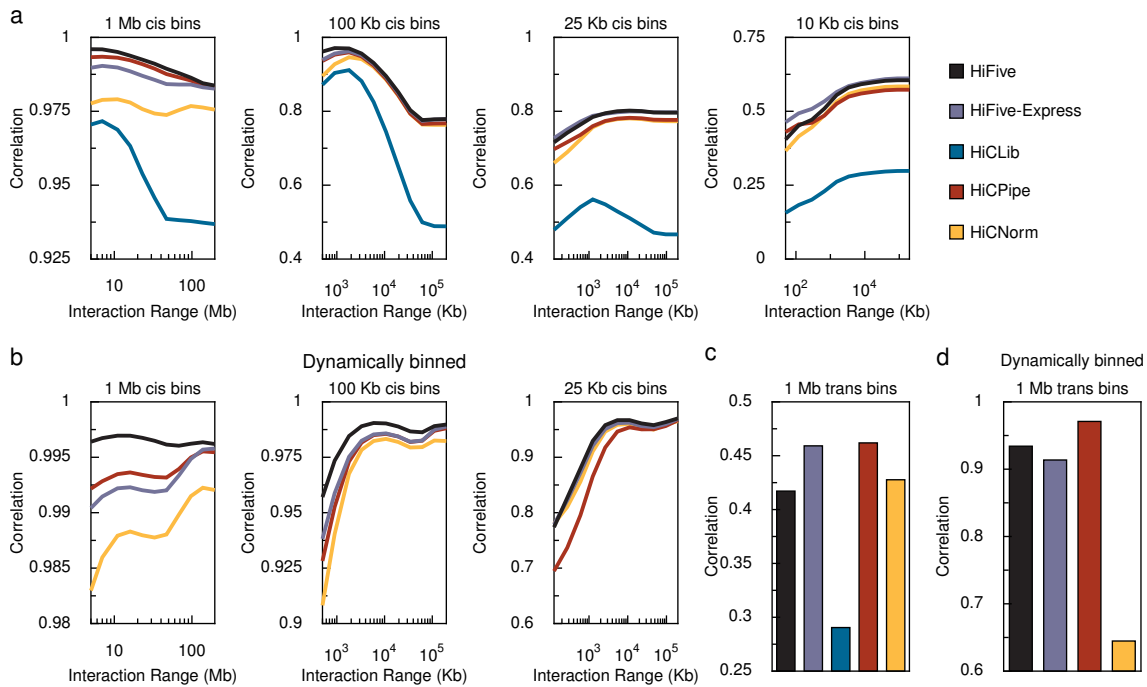 a
1 Mb cis bins
100 Kb cis bins
25 Kb cis bins
10 Kb cis bins
Correlation
1
0.975
0.95
0.925
10
100
Interaction Range (Mb)
Correlation
1
0.8
0.6
0.4
10^3
10^4
10^5
Interaction Range (Kb)
Correlation
1
0.8
0.6
0.4
10^3
10^4
10^5
Interaction Range (Kb)
Correlation
0.75
0.5
0.25
0
10^2
10^4
Interaction Range (Kb)
HiFive
HiFive-Express
HiCLib
HiCPipe
HiCNorm
b
Dynamically binned
1 Mb cis bins
100 Kb cis bins
25 Kb cis bins
Correlation
1
0.995
0.99
0.985
0.98
10
100
Interaction Range (Mb)
Correlation
1
0.975
0.95
0.925
0.9
10^3
10^4
10^5
Interaction Range (Kb)
Correlation
1
0.9
0.8
0.7
0.6
10^3
10^4
10^5
Interaction Range (Kb)
c
1 Mb trans bins
Correlation
0.5
0.45
0.4
0.35
0.3
0.25
d
Dynamically binned
1 Mb trans bins
Correlation
1
0.9
0.8
0.7
0.6